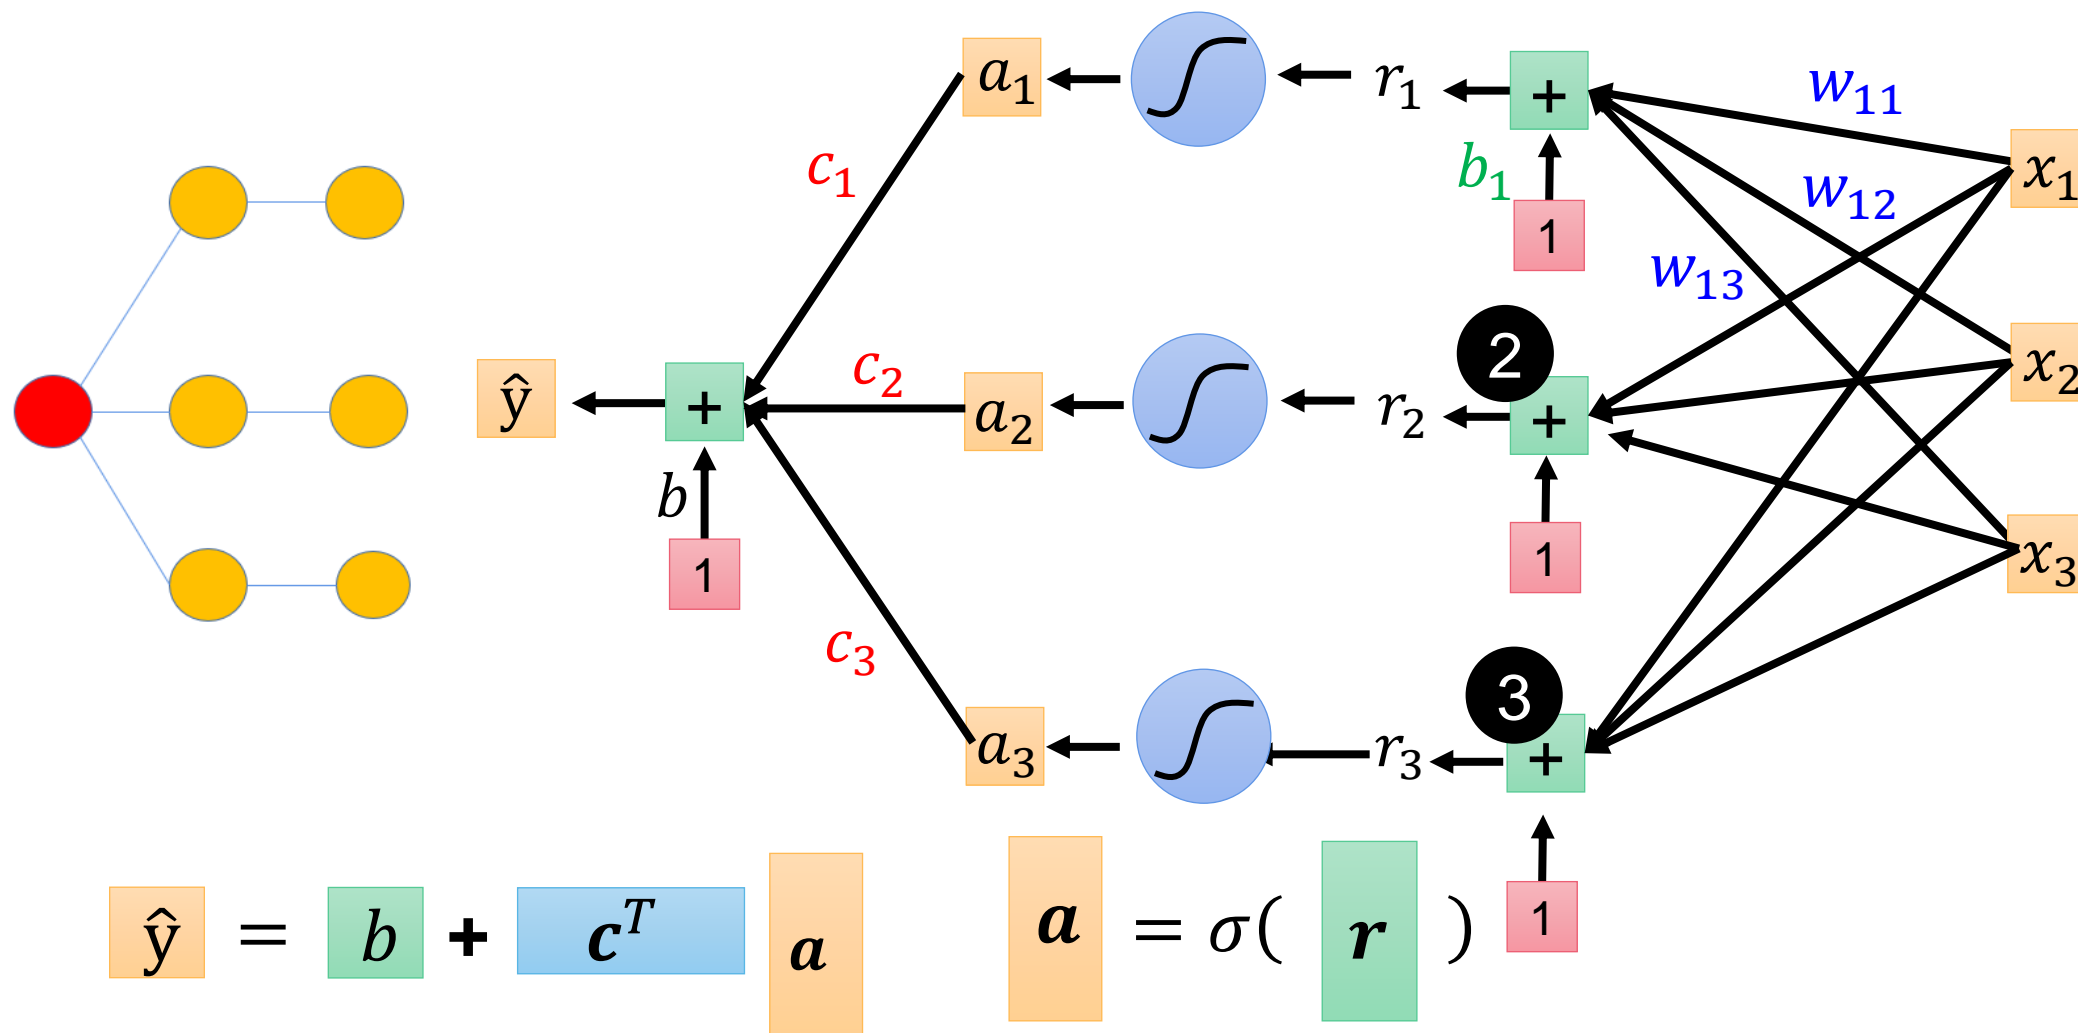 a₁
r₁
+
w₁₁
x₁
c₁
b₁
1
w₁₂
w₁₃
2
ŷ
+
c₂
a₂
r₂
+
x₂
b
1
1
x₃
c₃
3
a₃
r₃
+
1
ŷ = b + cᵀ a
a = σ( r )